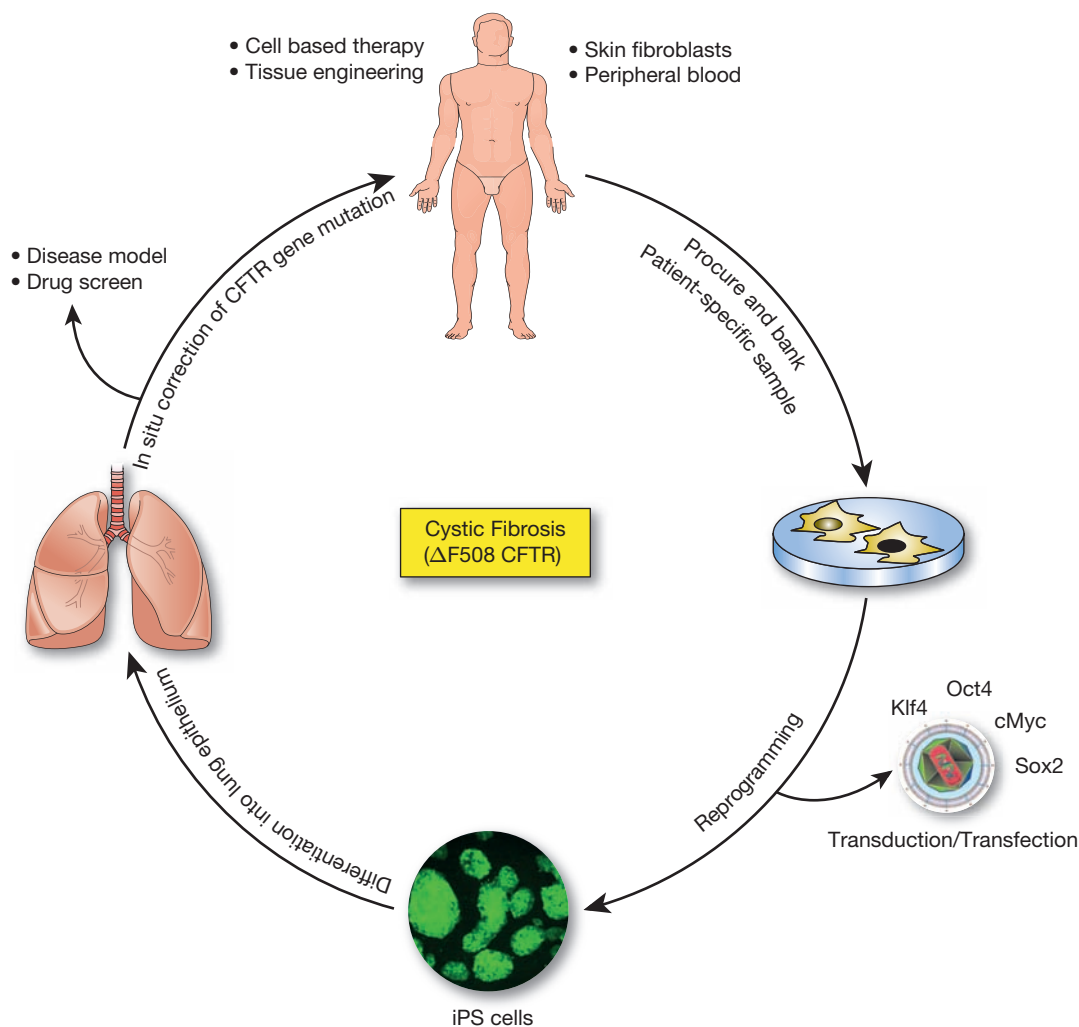 • Cell based therapy
• Tissue engineering
• Skin fibroblasts
• Peripheral blood
Procure and bank
Patient-specific sample
Reprogramming
Klf4
Oct4
cMyc
Sox2
Transduction/Transfection
iPS cells
Differentiation into lung epithelium
In situ correction of CFTR gene mutation
• Disease model
• Drug screen
Cystic Fibrosis
(ΔF508 CFTR)